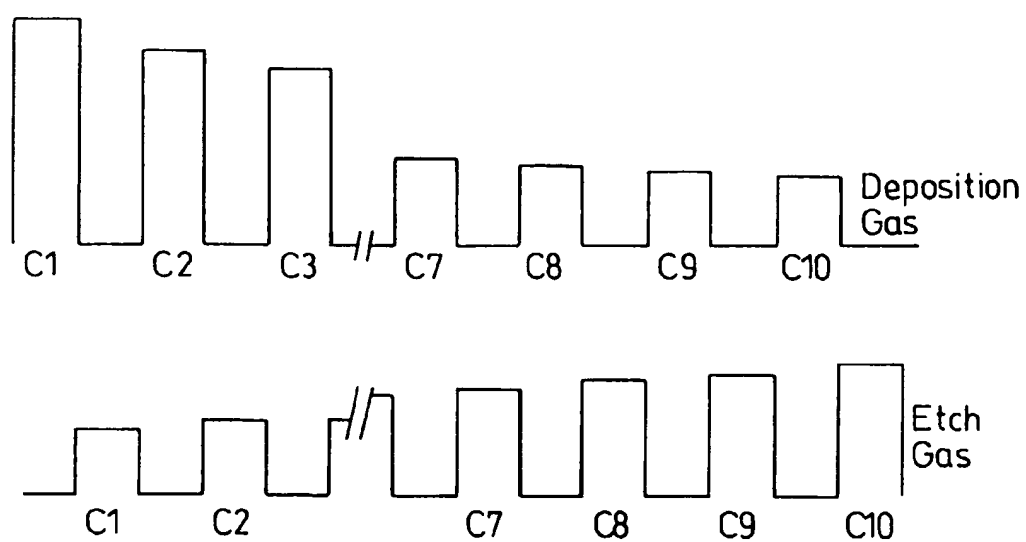 C1 C2 C3 C7 C8 C9 C10
Deposition
Gas
C1 C2 C7 C8 C9 C10
Etch
Gas